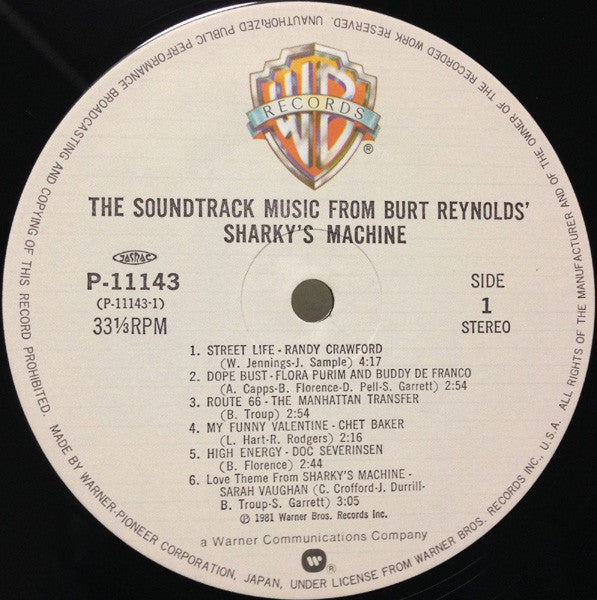 UNAUTHORIZED PUBLIC PERFORMANCE BROADCASTING AND COPYING OF THIS RECORD PROHIBITED.
ALL RIGHTS OF THE MANUFACTURER AND OF THE OWNER OF THE RECORDED WORK RESERVED.
WB
RECORDS
®
THE SOUNDTRACK MUSIC FROM BURT REYNOLDS'
SHARKY'S MACHINE
JASRAC
P-11143
(P-11143-1)
33⅓RPM
SIDE
1
STEREO
1. STREET LIFE - RANDY CRAWFORD
(W. Jennings-J. Sample) 4:17
2. DOPE BUST - FLORA PURIM AND BUDDY DE FRANCO
(A. Capps-B. Florence-D. Pell-S. Garrett) 2:54
3. ROUTE 66 - THE MANHATTAN TRANSFER
(B. Troup) 2:54
4. MY FUNNY VALENTINE - CHET BAKER
(L. Hart-R. Rodgers) 2:16
5. HIGH ENERGY - DOC SEVERINSEN
(B. Florence) 2:44
6. Love Theme From SHARKY'S MACHINE -
SARAH VAUGHAN (C. Crofford-J. Durrill-
B. Troup-S. Garrett) 3:05
℗ 1981 Warner Bros. Records Inc.
a Warner Communications Company
W ®
MADE BY WARNER-PIONEER CORPORATION, JAPAN, UNDER LICENSE FROM WARNER BROS. RECORDS INC., U.S.A.